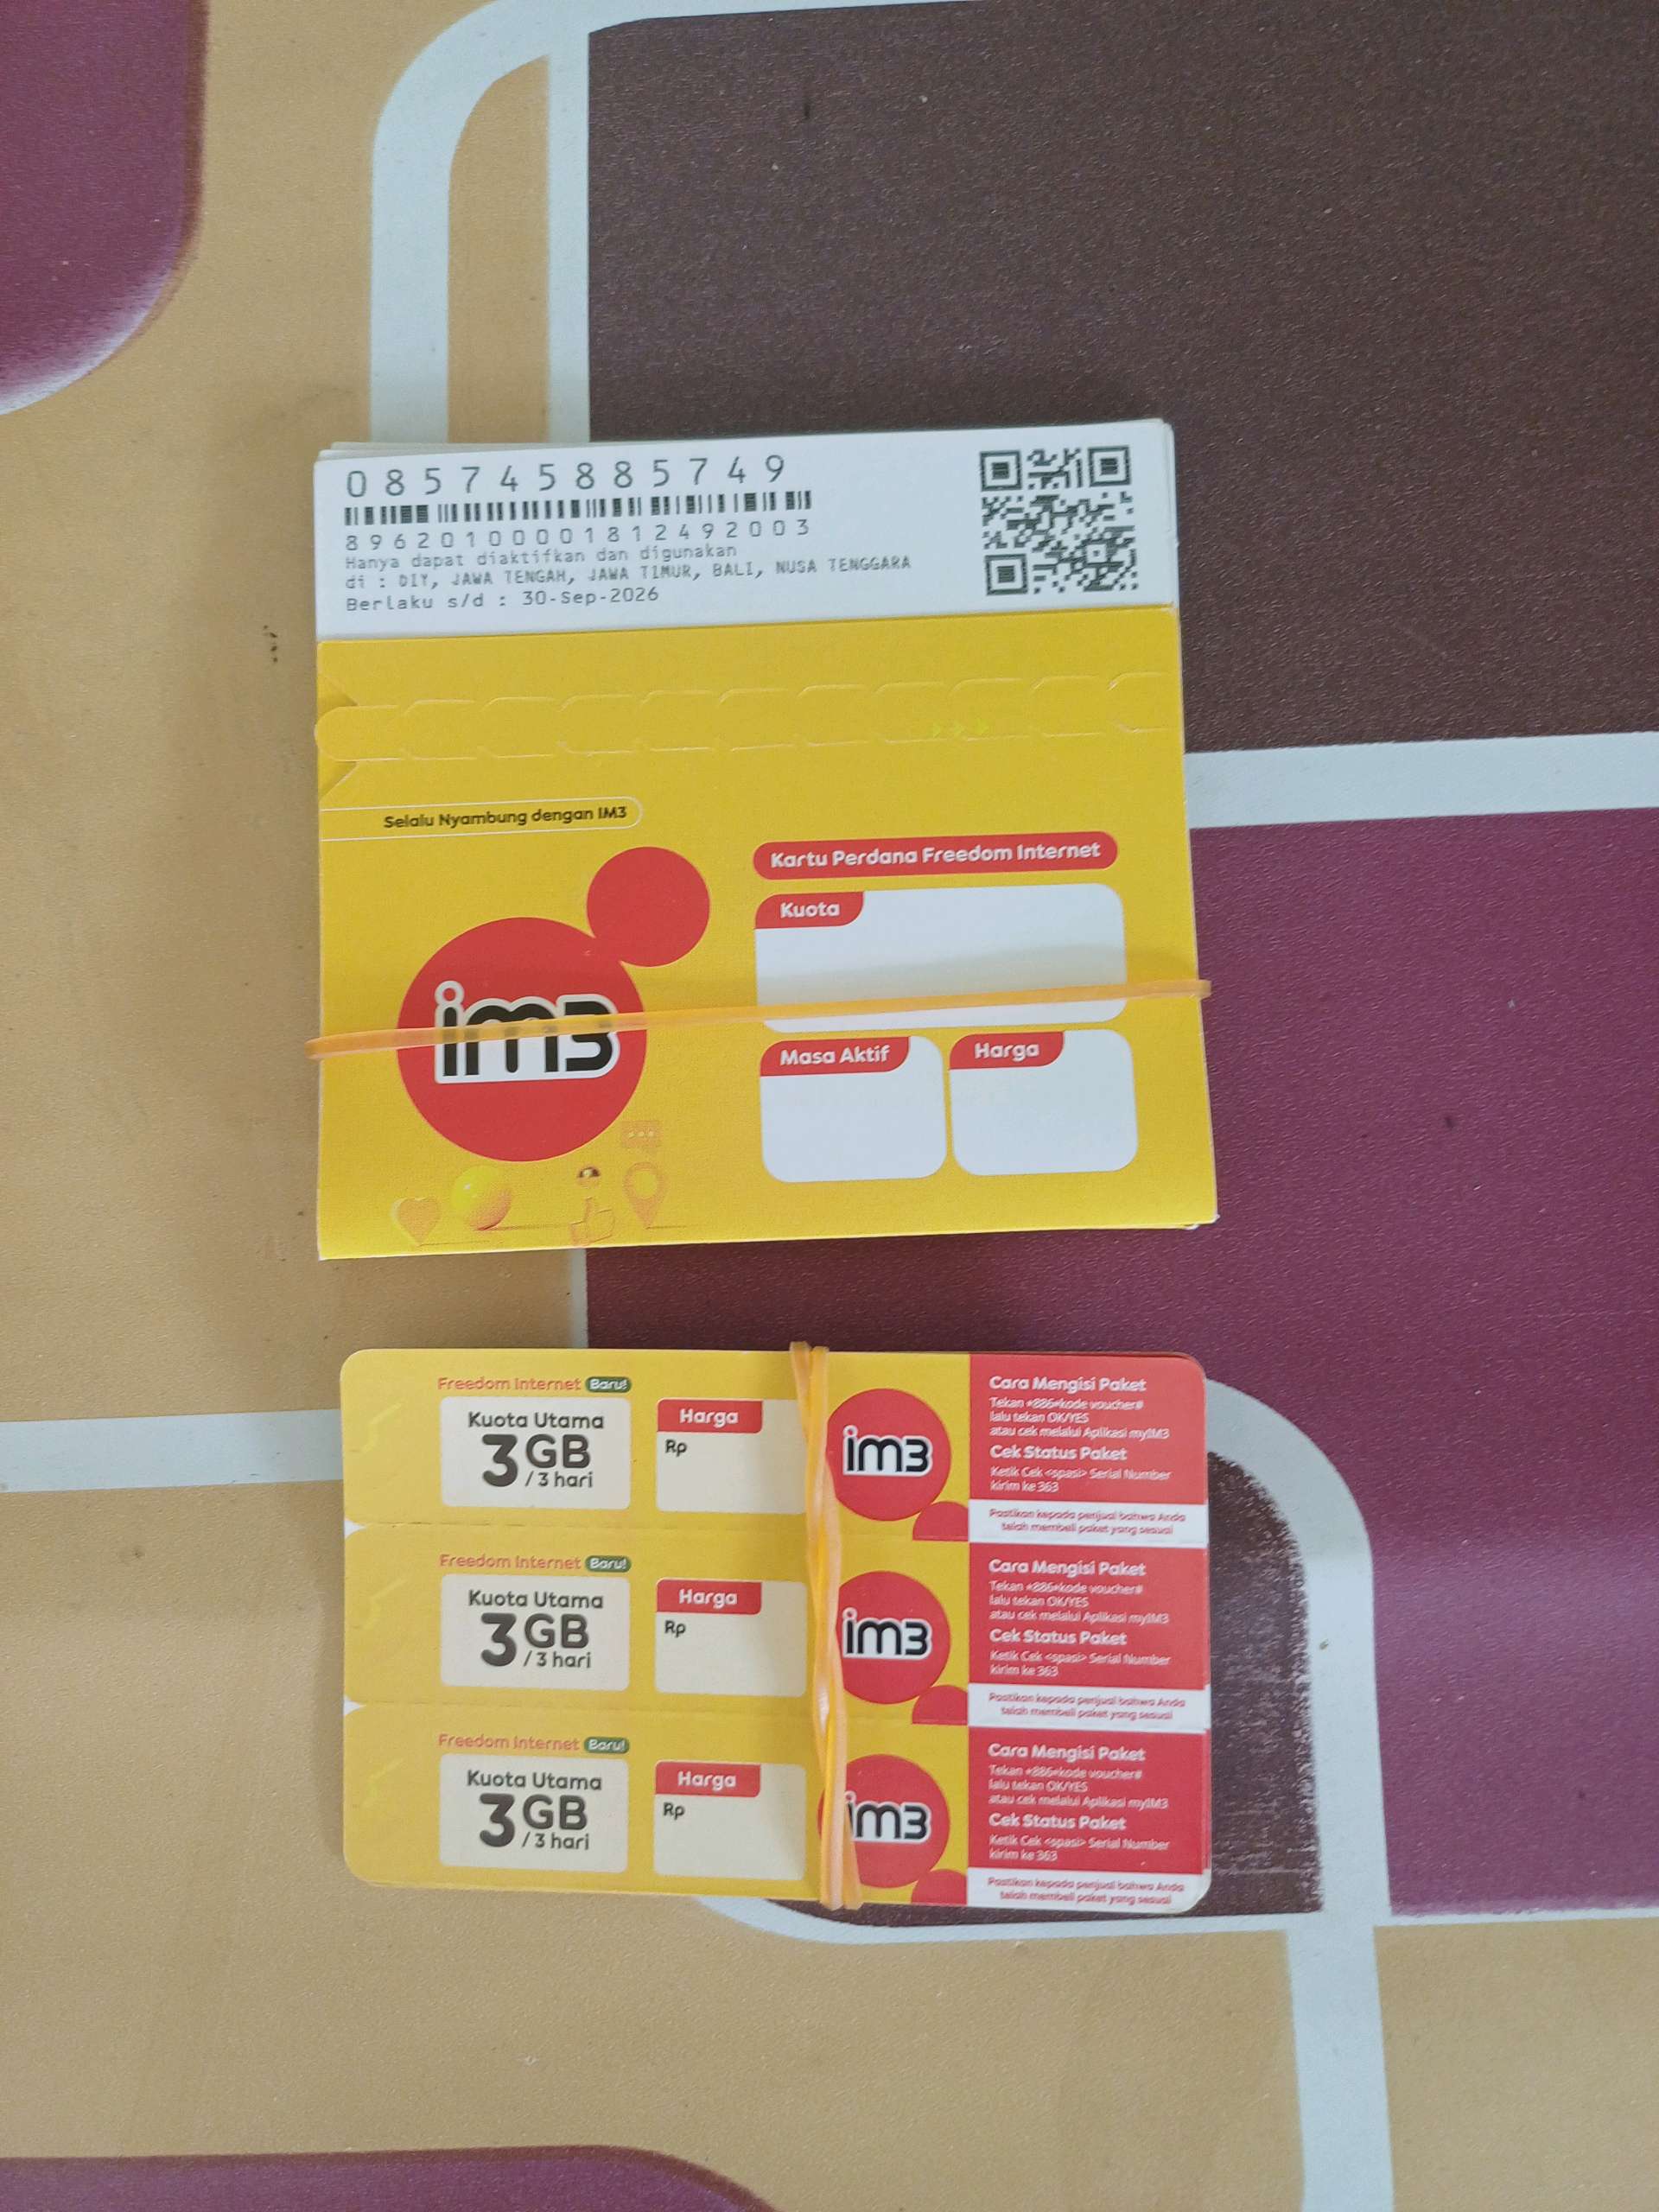 085745885749
89620100001812492003
Hanya dapat diaktifkan dan digunakan
di : DIY, JAWA TENGAH, JAWA TIMUR, BALI, NUSA TENGGARA
Berlaku s/d : 30-Sep-2026
Selalu Nyambung dengan IM3
Kartu Perdana Freedom Internet
Kuota
im3
Masa Aktif
Harga
Freedom Internet Baru!
Kuota Utama
3GB
/ 3 hari
Harga
Rp
im3
Cara Mengisi Paket
Tekan *886*kode voucher#
lalu tekan OK/YES
atau cek melalui Aplikasi myIM3
Cek Status Paket
Ketik Cek <spasi> Serial Number
kirim ke 363
Pastikan kepada penjual bahwa Anda
telah membeli paket yang sesuai
Freedom Internet Baru!
Kuota Utama
3GB
/ 3 hari
Harga
Rp
im3
Cara Mengisi Paket
Tekan *886*kode voucher#
lalu tekan OK/YES
atau cek melalui Aplikasi myIM3
Cek Status Paket
Ketik Cek <spasi> Serial Number
kirim ke 363
Pastikan kepada penjual bahwa Anda
telah membeli paket yang sesuai
Freedom Internet Baru!
Kuota Utama
3GB
/ 3 hari
Harga
Rp
im3
Cara Mengisi Paket
Tekan *886*kode voucher#
lalu tekan OK/YES
atau cek melalui Aplikasi myIM3
Cek Status Paket
Ketik Cek <spasi> Serial Number
kirim ke 363
Pastikan kepada penjual bahwa Anda
telah membeli paket yang sesuai